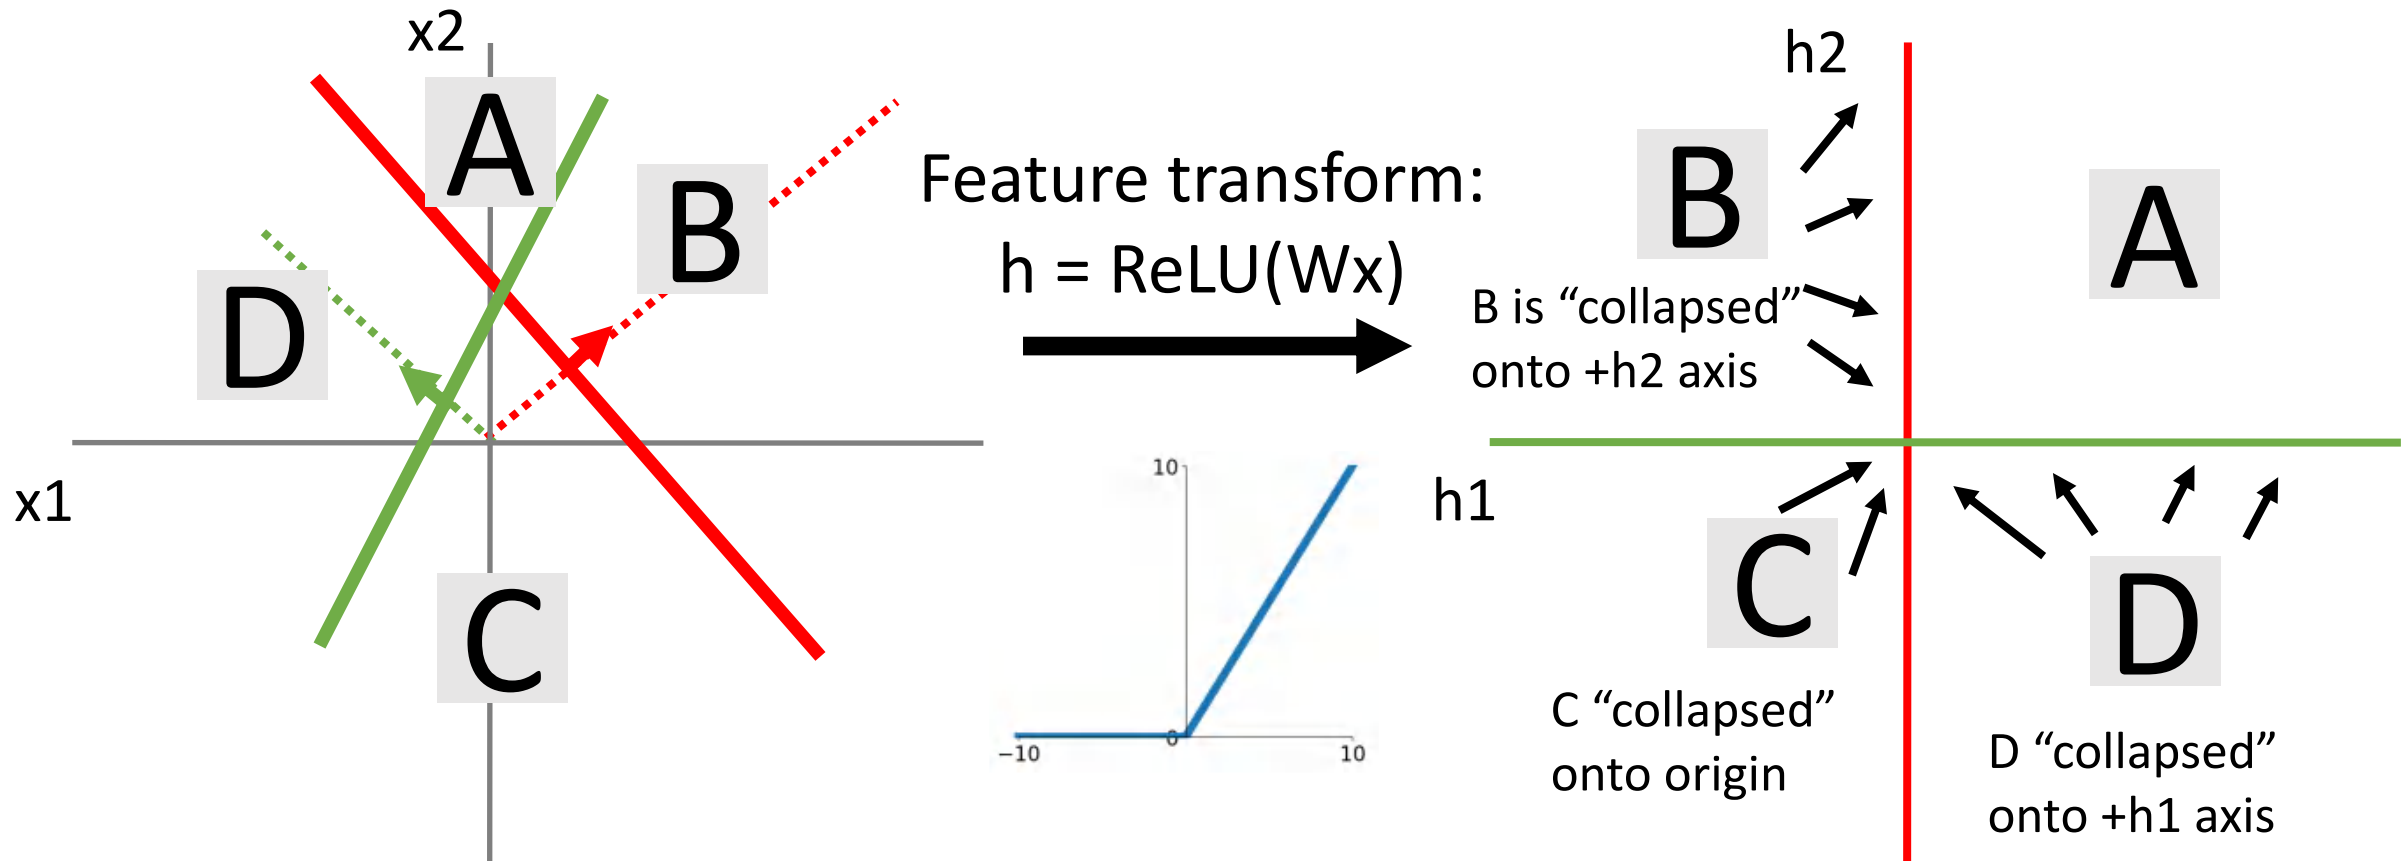 x2
A
B
D
C
x1
Feature transform:
h = ReLU(Wx)
10
0
−10
10
h2
B
A
B is “collapsed”
onto +h2 axis
h1
C
D
C “collapsed”
onto origin
D “collapsed”
onto +h1 axis